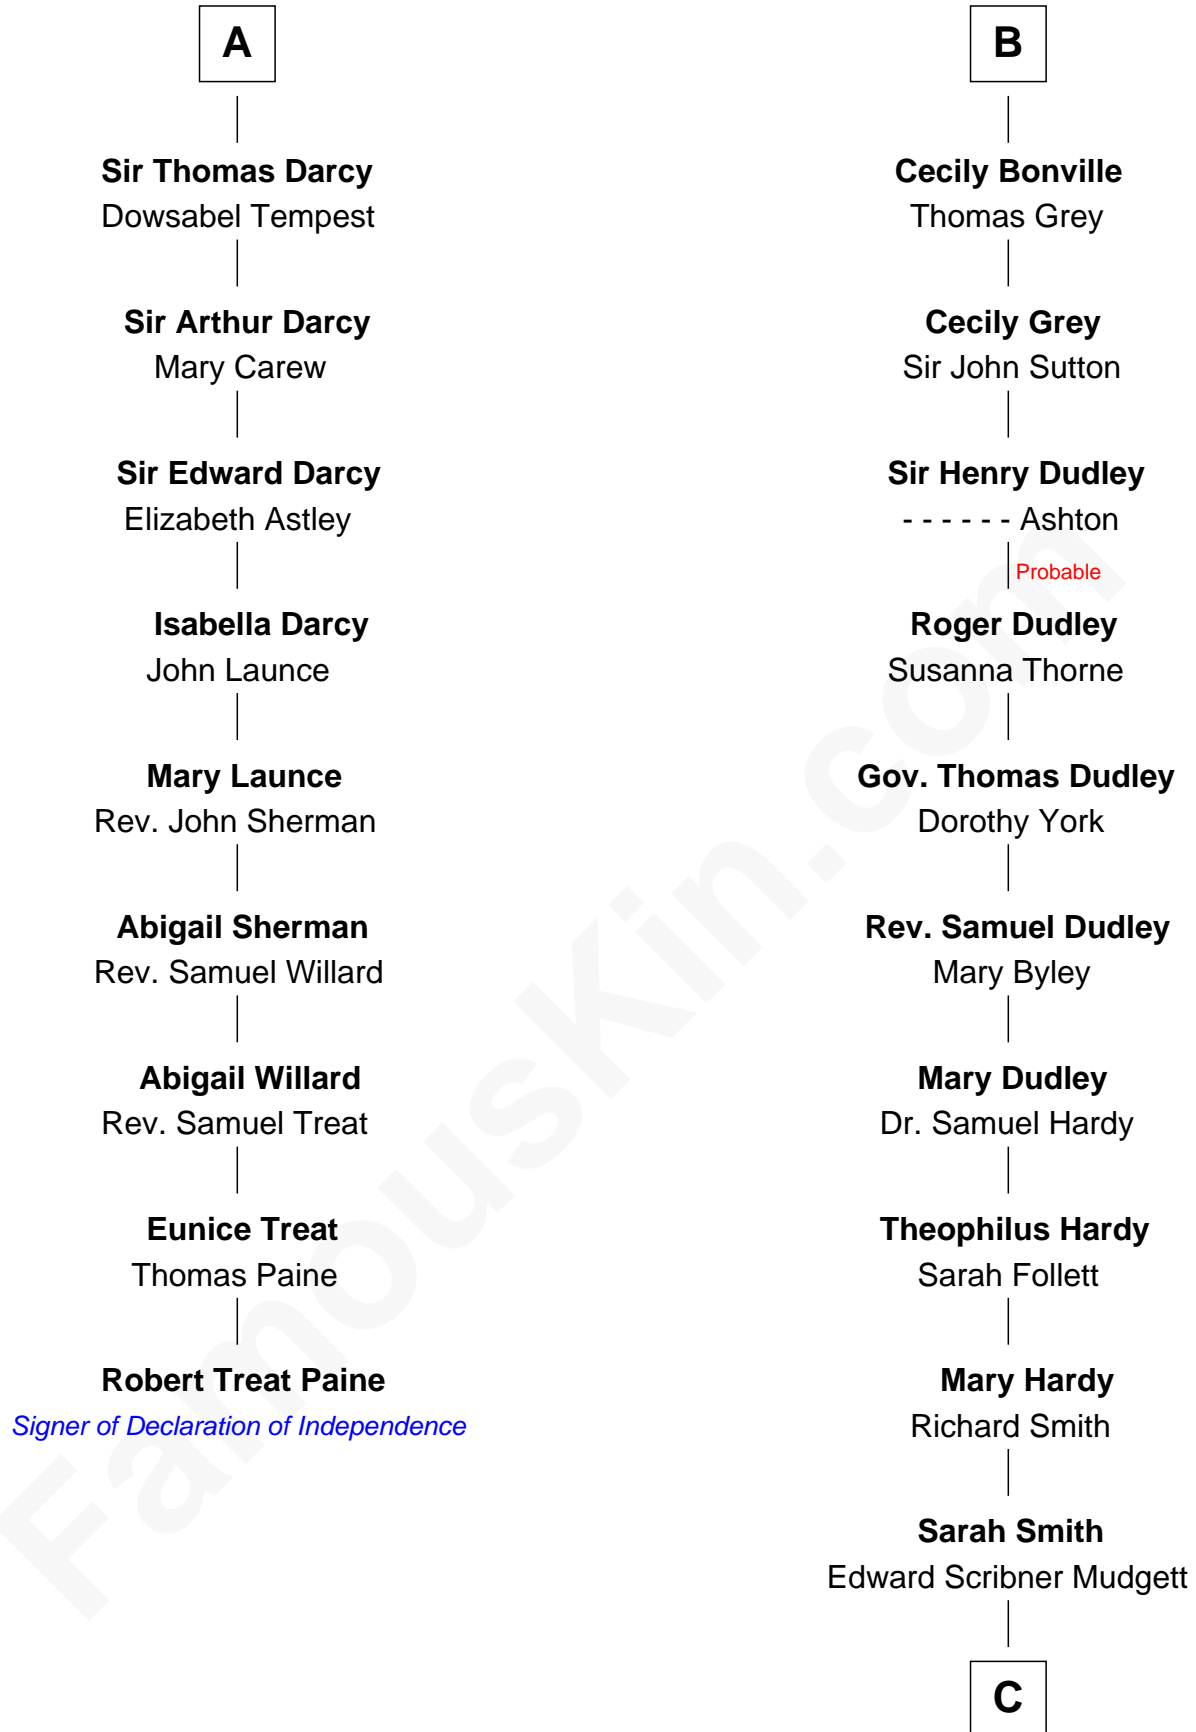 A
Sir Thomas Darcy
Dowsabel Tempest
Sir Arthur Darcy
Mary Carew
Sir Edward Darcy
Elizabeth Astley
Isabella Darcy
John Launce
Mary Launce
Rev. John Sherman
Abigail Sherman
Rev. Samuel Willard
Abigail Willard
Rev. Samuel Treat
Eunice Treat
Thomas Paine
Robert Treat Paine
Signer of Declaration of Independence
B
Cecily Bonville
Thomas Grey
Cecily Grey
Sir John Sutton
Sir Henry Dudley
- - - - - - Ashton
Probable
Roger Dudley
Susanna Thorne
Gov. Thomas Dudley
Dorothy York
Rev. Samuel Dudley
Mary Byley
Mary Dudley
Dr. Samuel Hardy
Theophilus Hardy
Sarah Follett
Mary Hardy
Richard Smith
Sarah Smith
Edward Scribner Mudgett
C
FamousKin.com